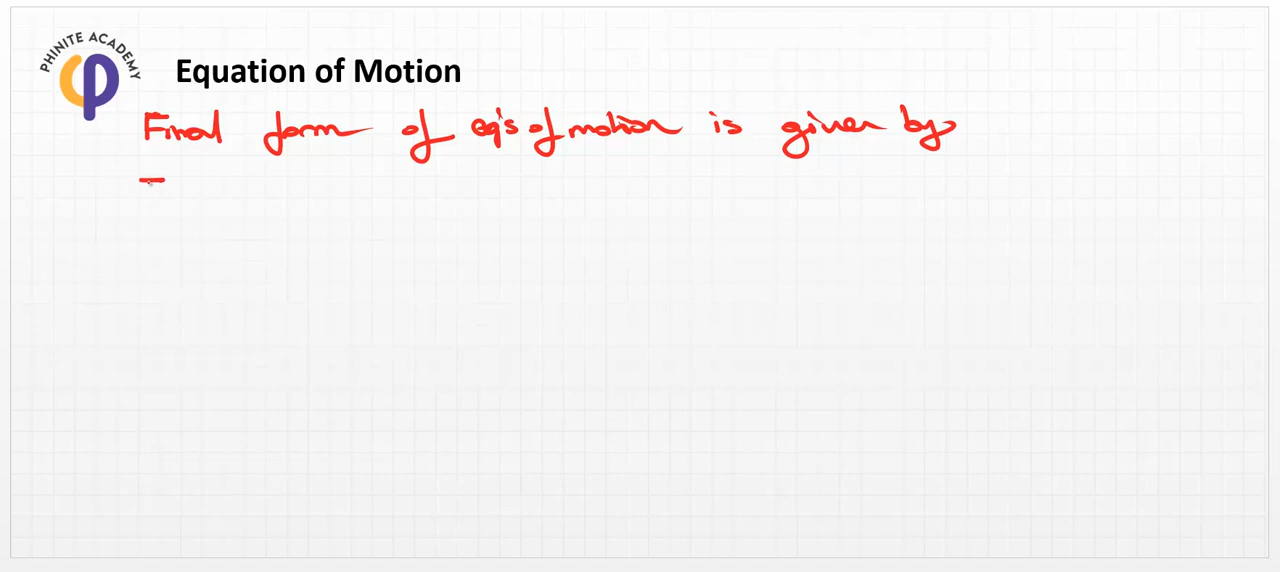 PHINITE ACADEMY
Equation of Motion
Final form of eq's of motion is given by